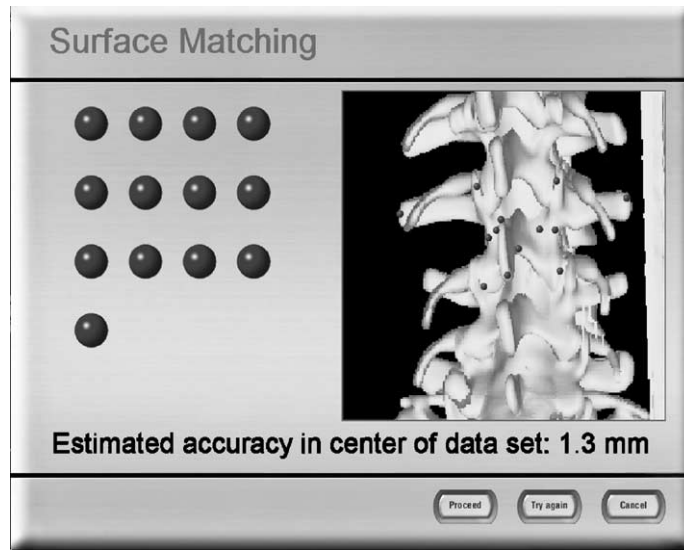 Surface Matching
Estimated accuracy in center of data set: 1.3 mm
Proceed
Try again
Cancel